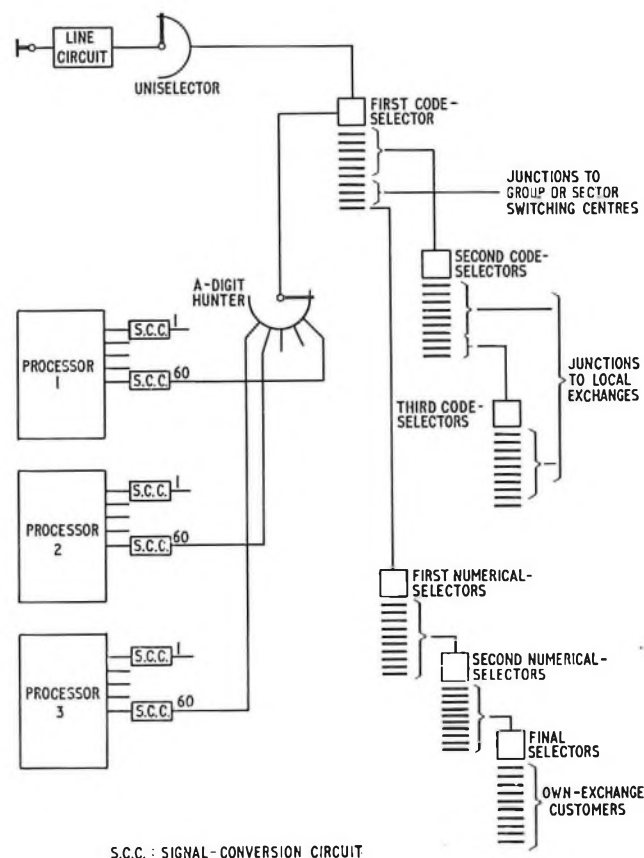 LINE
CIRCUIT
UNISELECTOR
FIRST CODE-
SELECTOR
JUNCTIONS TO
GROUP OR SECTOR
SWITCHING CENTRES
SECOND CODE-
SELECTORS
A-DIGIT
HUNTER
PROCESSOR
1
S.C.C.
1
S.C.C.
60
JUNCTIONS
TO LOCAL
EXCHANGES
THIRD CODE-
SELECTORS
PROCESSOR
2
S.C.C.
1
S.C.C.
60
FIRST NUMERICAL-
SELECTORS
PROCESSOR
3
S.C.C.
1
S.C.C.
60
SECOND NUMERICAL-
SELECTORS
FINAL
SELECTORS
OWN-EXCHANGE
CUSTOMERS
S.C.C. : SIGNAL-CONVERSION CIRCUIT